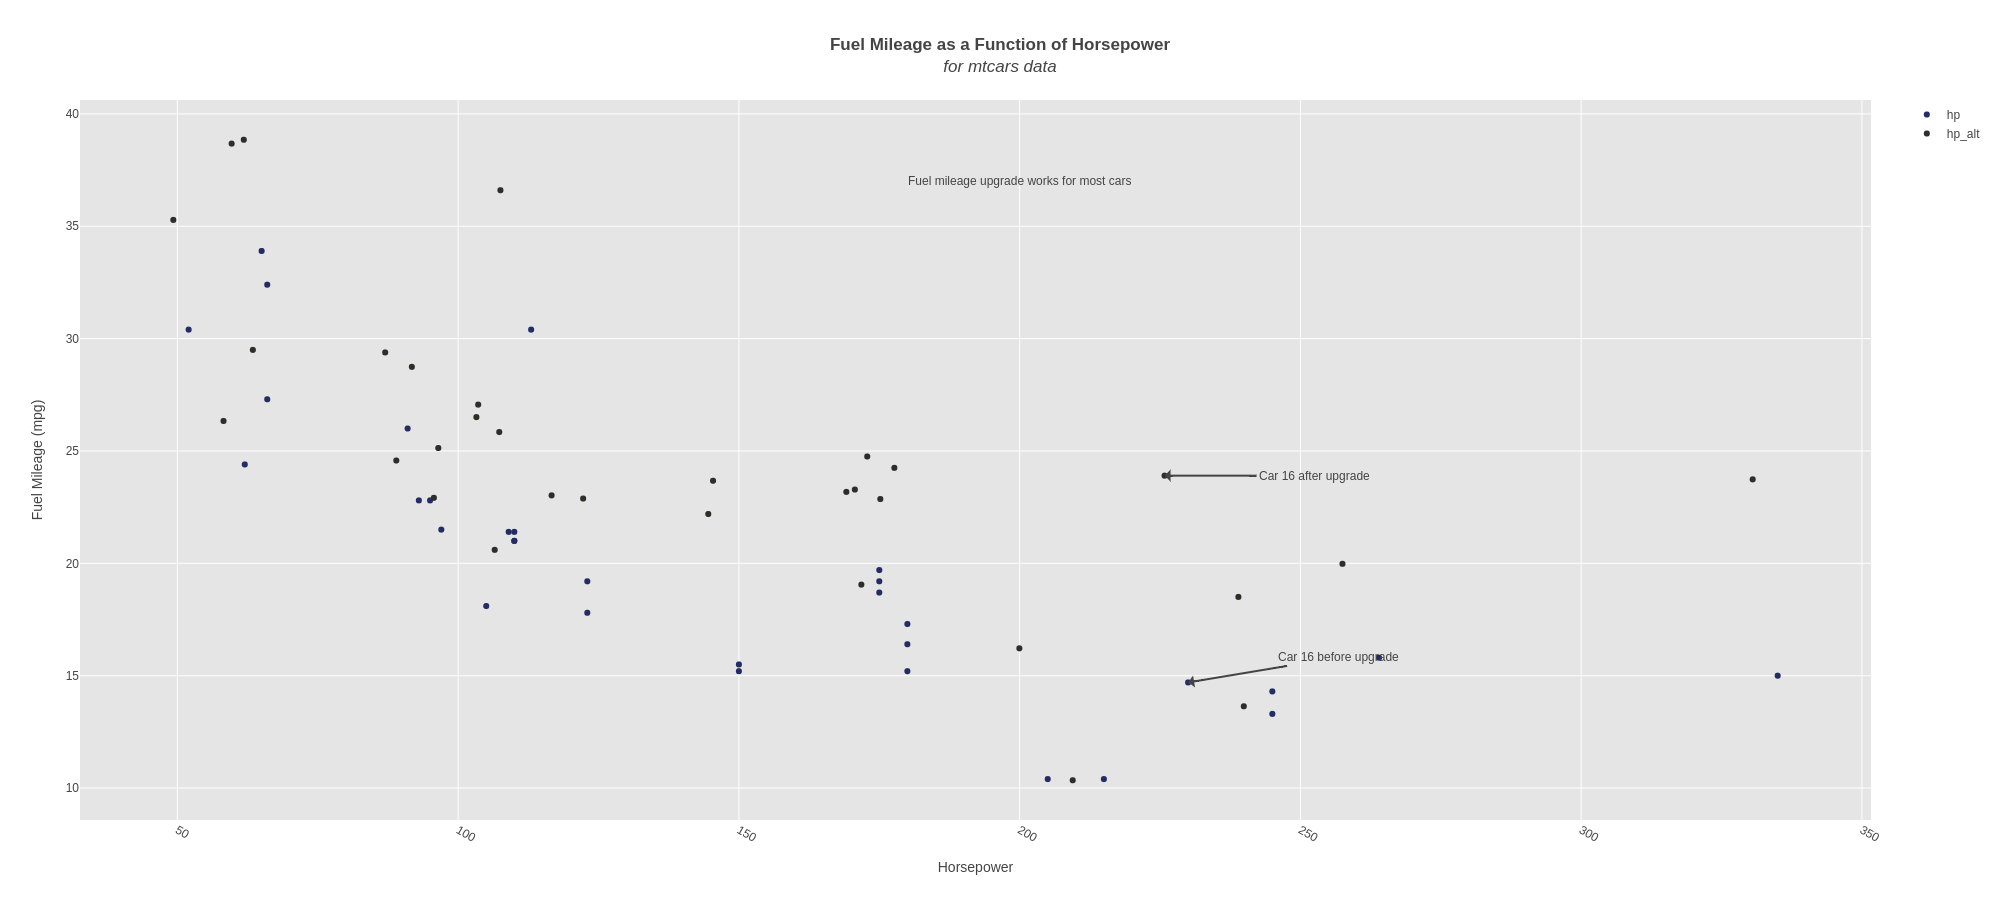 Fuel Mileage as a Function of Horsepower
for mtcars data
hp
hp_alt
Fuel mileage upgrade works for most cars
Car 16 after upgrade
Car 16 before upgrade
40
35
30
25
20
15
10
Fuel Mileage (mpg)
50
100
150
200
250
300
350
Horsepower